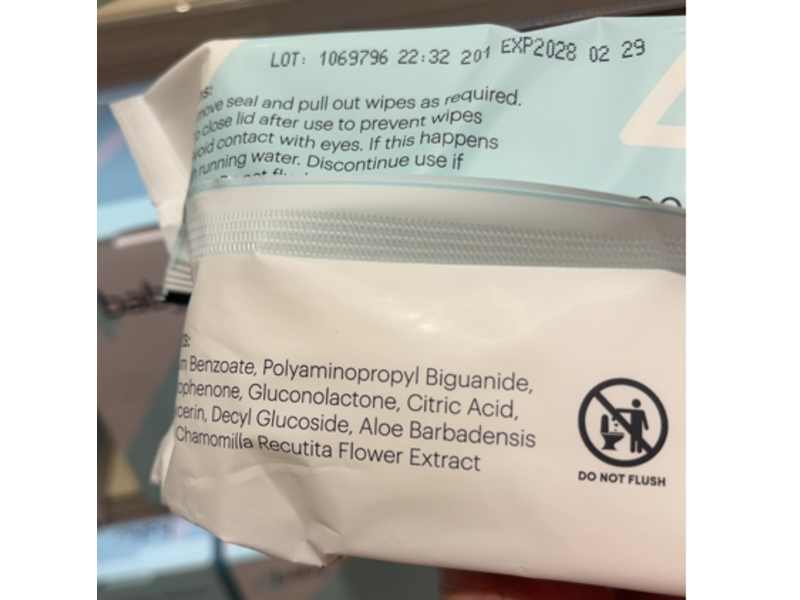 LOT: 1069796 22:32 201 EXP2028 02 29
s:
ove seal and pull out wipes as required.
close lid after use to prevent wipes
oid contact with eyes. If this happens
running water. Discontinue use if
s:
m Benzoate, Polyaminopropyl Biguanide,
ophenone, Gluconolactone, Citric Acid,
cerin, Decyl Glucoside, Aloe Barbadensis
Chamomilla Recutita Flower Extract
DO NOT FLUSH